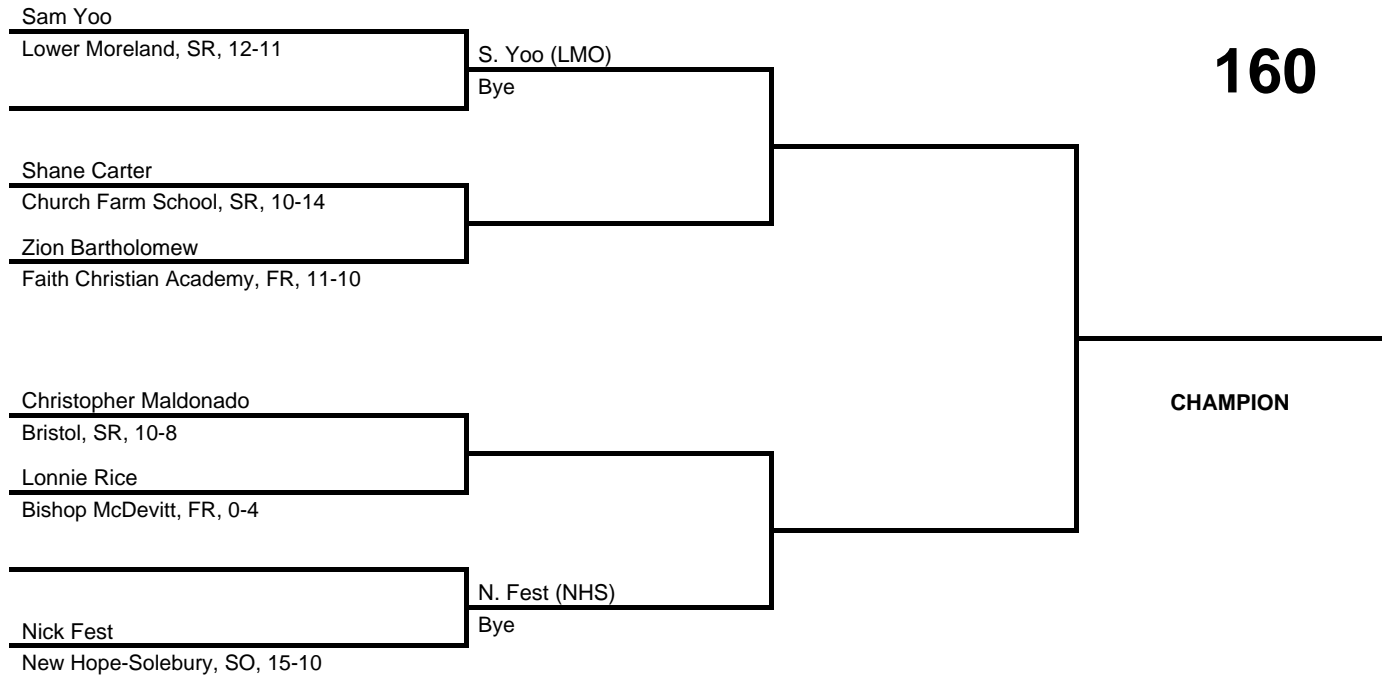 Sam Yoo
Lower Moreland, SR, 12-11
S. Yoo (LMO)
Bye
160
Shane Carter
Church Farm School, SR, 10-14
Zion Bartholomew
Faith Christian Academy, FR, 11-10
Christopher Maldonado
Bristol, SR, 10-8
CHAMPION
Lonnie Rice
Bishop McDevitt, FR, 0-4
N. Fest (NHS)
Bye
Nick Fest
New Hope-Solebury, SO, 15-10